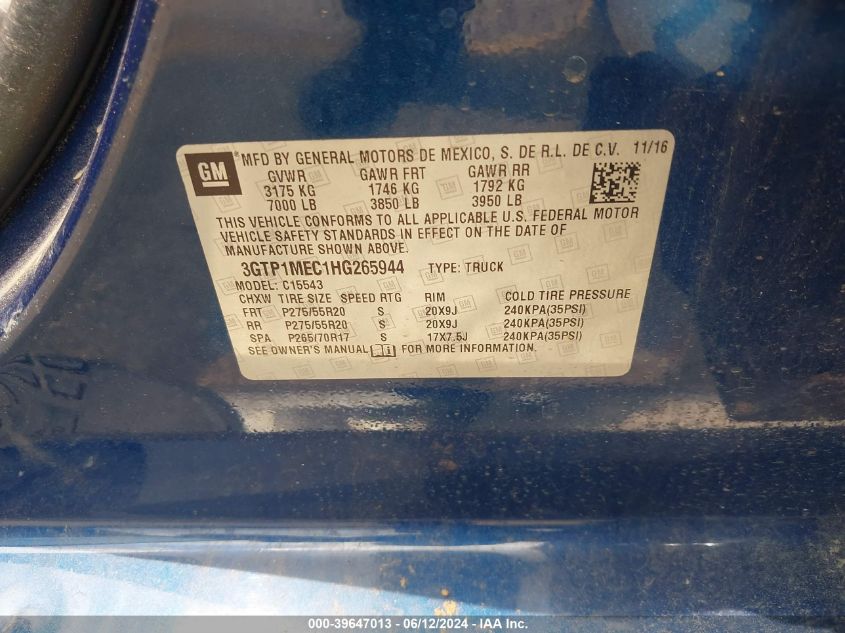 GM
MFD BY GENERAL MOTORS DE MEXICO, S. DE R.L. DE C.V. 11/16
GVWR GAWR FRT GAWR RR
3175 KG 1746 KG 1792 KG
7000 LB 3850 LB 3950 LB
THIS VEHICLE CONFORMS TO ALL APPLICABLE U.S. FEDERAL MOTOR
VEHICLE SAFETY STANDARDS IN EFFECT ON THE DATE OF
MANUFACTURE SHOWN ABOVE.
3GTP1MEC1HG265944 TYPE: TRUCK
MODEL: C15543
CHXW TIRE SIZE SPEED RTG RIM COLD TIRE PRESSURE
FRT P275/55R20 S 20X9J 240KPA(35PSI)
RR P275/55R20 S 20X9J 240KPA(35PSI)
SPA P265/70R17 S 17X7.5J 240KPA(35PSI)
SEE OWNER'S MANUAL FOR MORE INFORMATION.
000-39647013 - 06/12/2024 - IAA Inc.